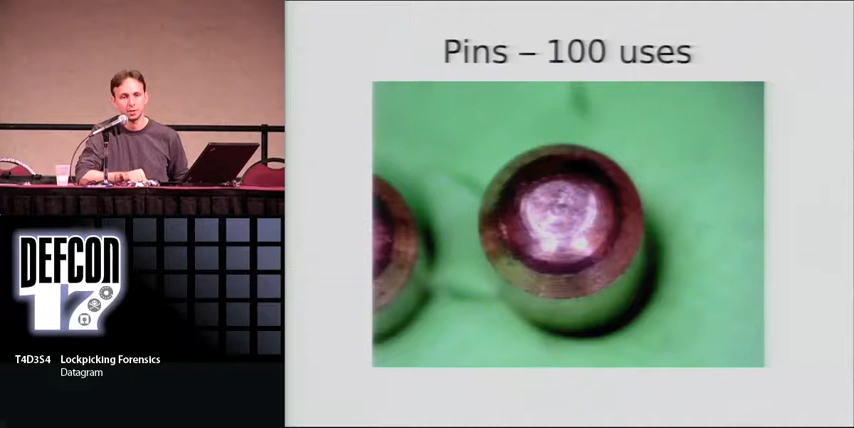 Pins – 100 uses
DEFCON
17
T4D3S4 Lockpicking Forensics
Datagram